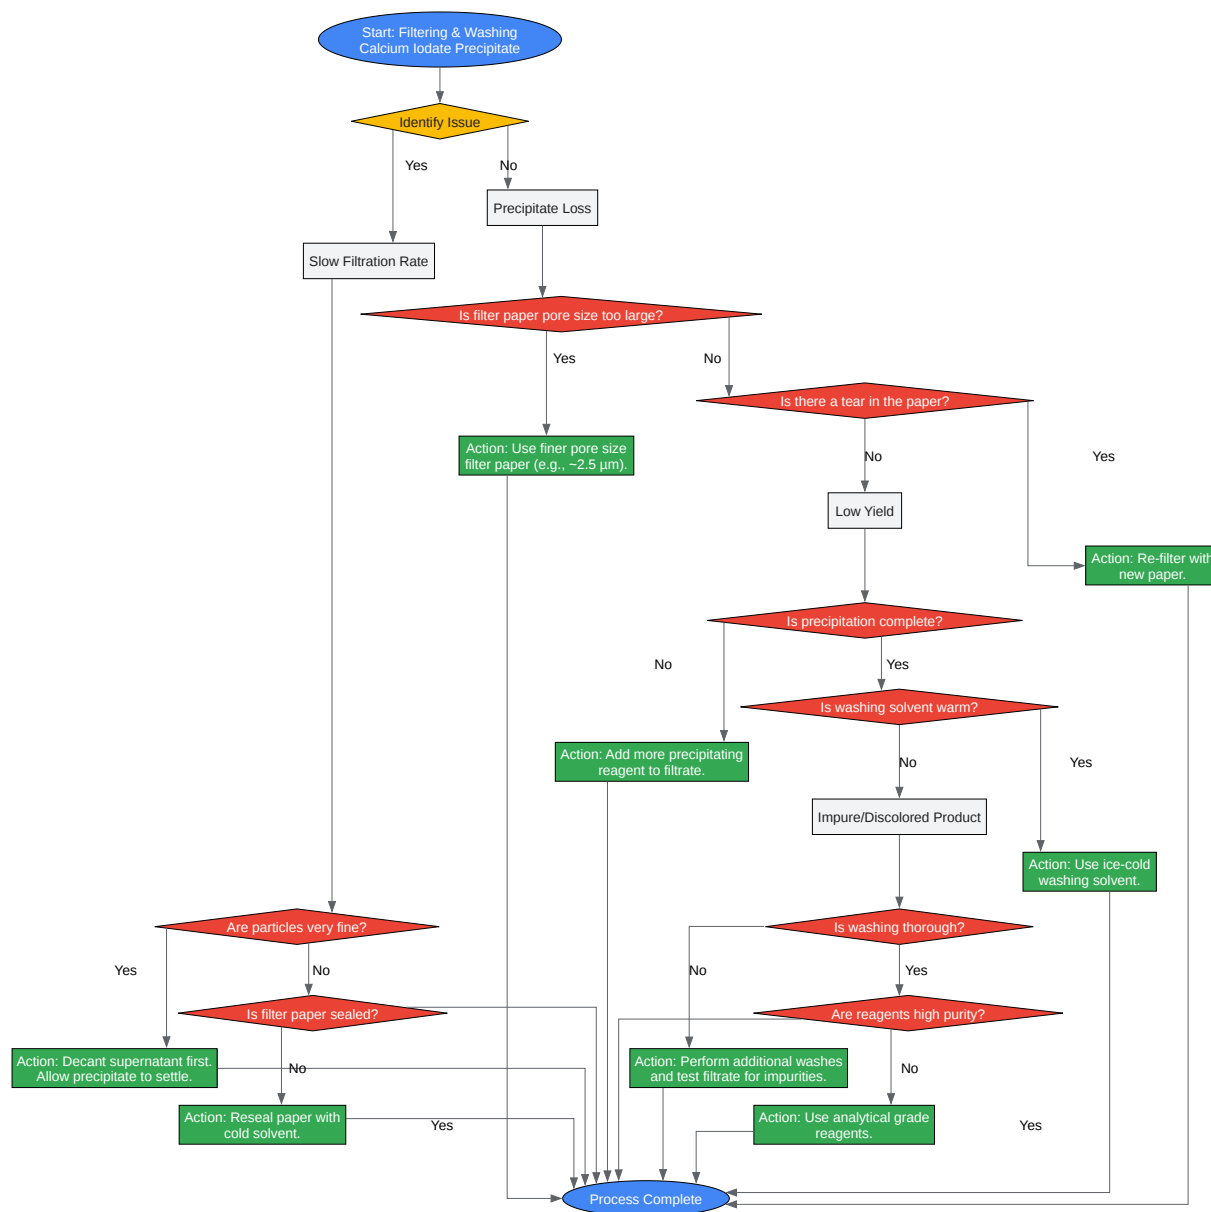 Start: Filtering & Washing
Calcium Iodate Precipitate
Identify Issue
Yes
No
Precipitate Loss
Slow Filtration Rate
Is filter paper pore size too large?
Yes
No
Is there a tear in the paper?
Action: Use finer pore size
filter paper (e.g., ~2.5 µm).
No
Yes
Low Yield
Action: Re-filter with
new paper.
Is precipitation complete?
No
Yes
Is washing solvent warm?
Action: Add more precipitating
reagent to filtrate.
No
Yes
Impure/Discolored Product
Action: Use ice-cold
washing solvent.
Are particles very fine?
Is washing thorough?
Yes
No
No
Yes
Is filter paper sealed?
Are reagents high purity?
Action: Decant supernatant first.
Allow precipitate to settle.
No
Action: Perform additional washes
and test filtrate for impurities.
No
Action: Reseal paper with
cold solvent.
Yes
Action: Use analytical grade
reagents.
Yes
Process Complete